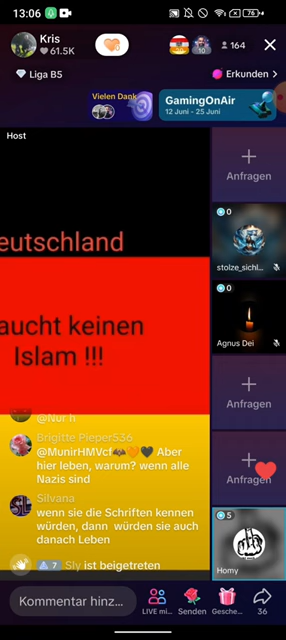 13:06
76
Kris
61.5K
10
164
Liga B5
Erkunden
Vielen Dank
GamingOnAir
12 Juni - 25 Juni
Host
Anfragen
0
stolze_sichl...
eutschland
0
Agnus Dei
aucht keinen
Islam !!!
Anfragen
@Nur h
Brigitte Pieper536
@MunirHMVcf🦇🧡🖤 Aber
hier leben, warum? wenn alle
Nazis sind
Anfragen
Silvana
wenn sie die Schriften kennen
würden, dann würden sie auch
danach Leben
5
Homy
7 Sly ist beigetreten
Kommentar hinz...
Live mi...
Senden
Gesche...
36